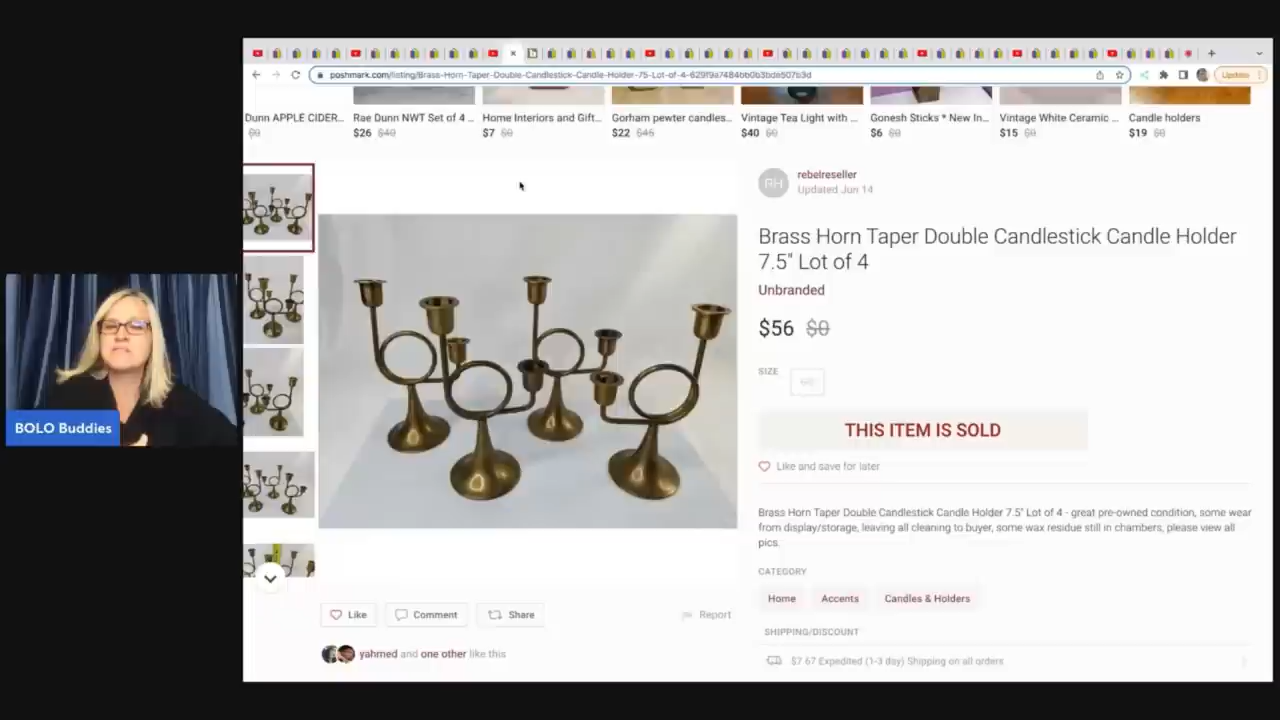 poshmark.com/listing/Brass-Horn-Taper-Double-Candlestick-Candle-Holder-75-Lot-of-4-629f9a7484bb0b3bde507b3d
Update
Dunn APPLE CIDER... Rae Dunn NWT Set of 4 ... Home Interiors and Gift... Gorham pewter candles... Vintage Tea Light with ... Gonesh Sticks * New In... Vintage White Ceramic ... Candle holders
$0 $26 $40 $7 $0 $22 $45 $40 $0 $6 $0 $15 $0 $19 $0
RH rebelreseller
Updated Jun 14
Brass Horn Taper Double Candlestick Candle Holder
7.5" Lot of 4
Unbranded
$56 $0
SIZE
OS
THIS ITEM IS SOLD
Like and save for later
Brass Horn Taper Double Candlestick Candle Holder 7.5" Lot of 4 - great pre-owned condition, some wear
from display/storage, leaving all cleaning to buyer, some wax residue still in chambers, please view all
pics.
CATEGORY
Home Accents Candles & Holders
SHIPPING/DISCOUNT
$7.67 Expedited (1-3 day) Shipping on all orders
Like Comment Share Report
yahmed and one other like this
BOLO Buddies